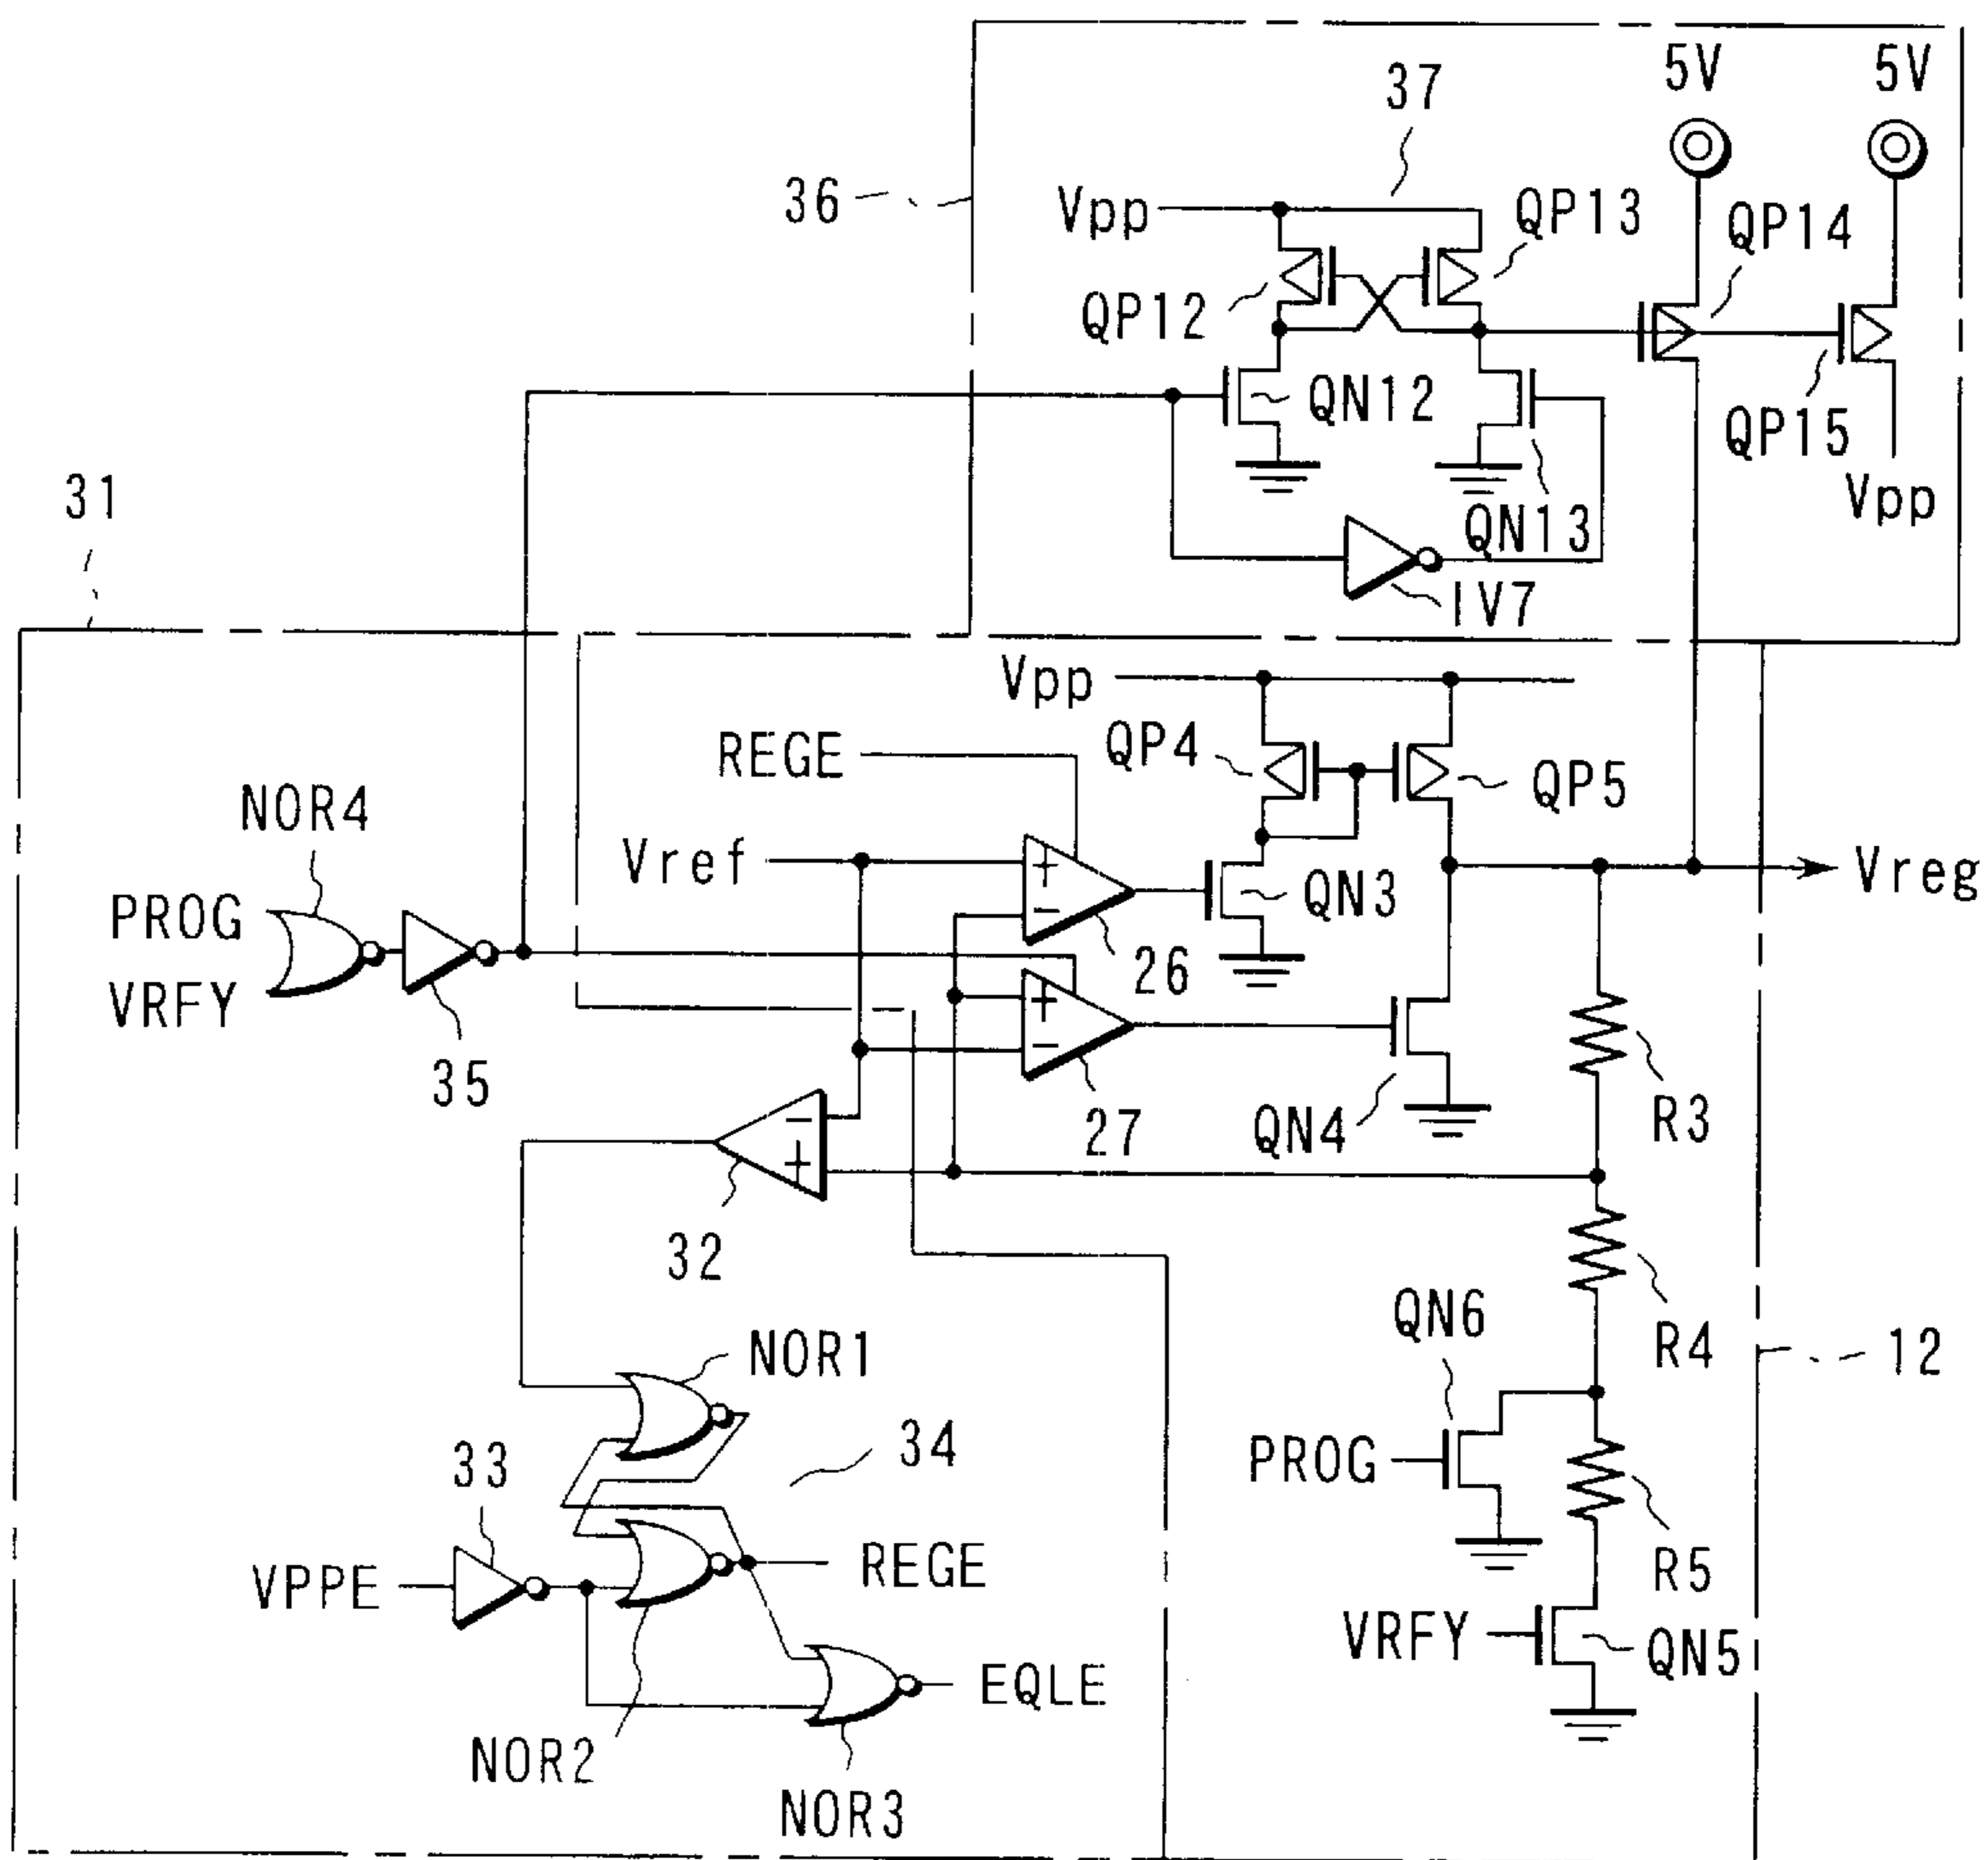 5V 5V
37
36
Vpp
QP13
QP14
QP12
QN12
QP15
Vpp
31
QN13
IV7
Vpp
QP4
REGE
QP5
NOR4
Vref
Vreg
QN3
PROG
26
VRFY
35
27
QN4
R3
32
QN6
R4
12
NOR1
34
33
PROG
VPPE
REGE
R5
VRFY
QN5
EQLE
NOR2
NOR3
+
-
+
-
-
+